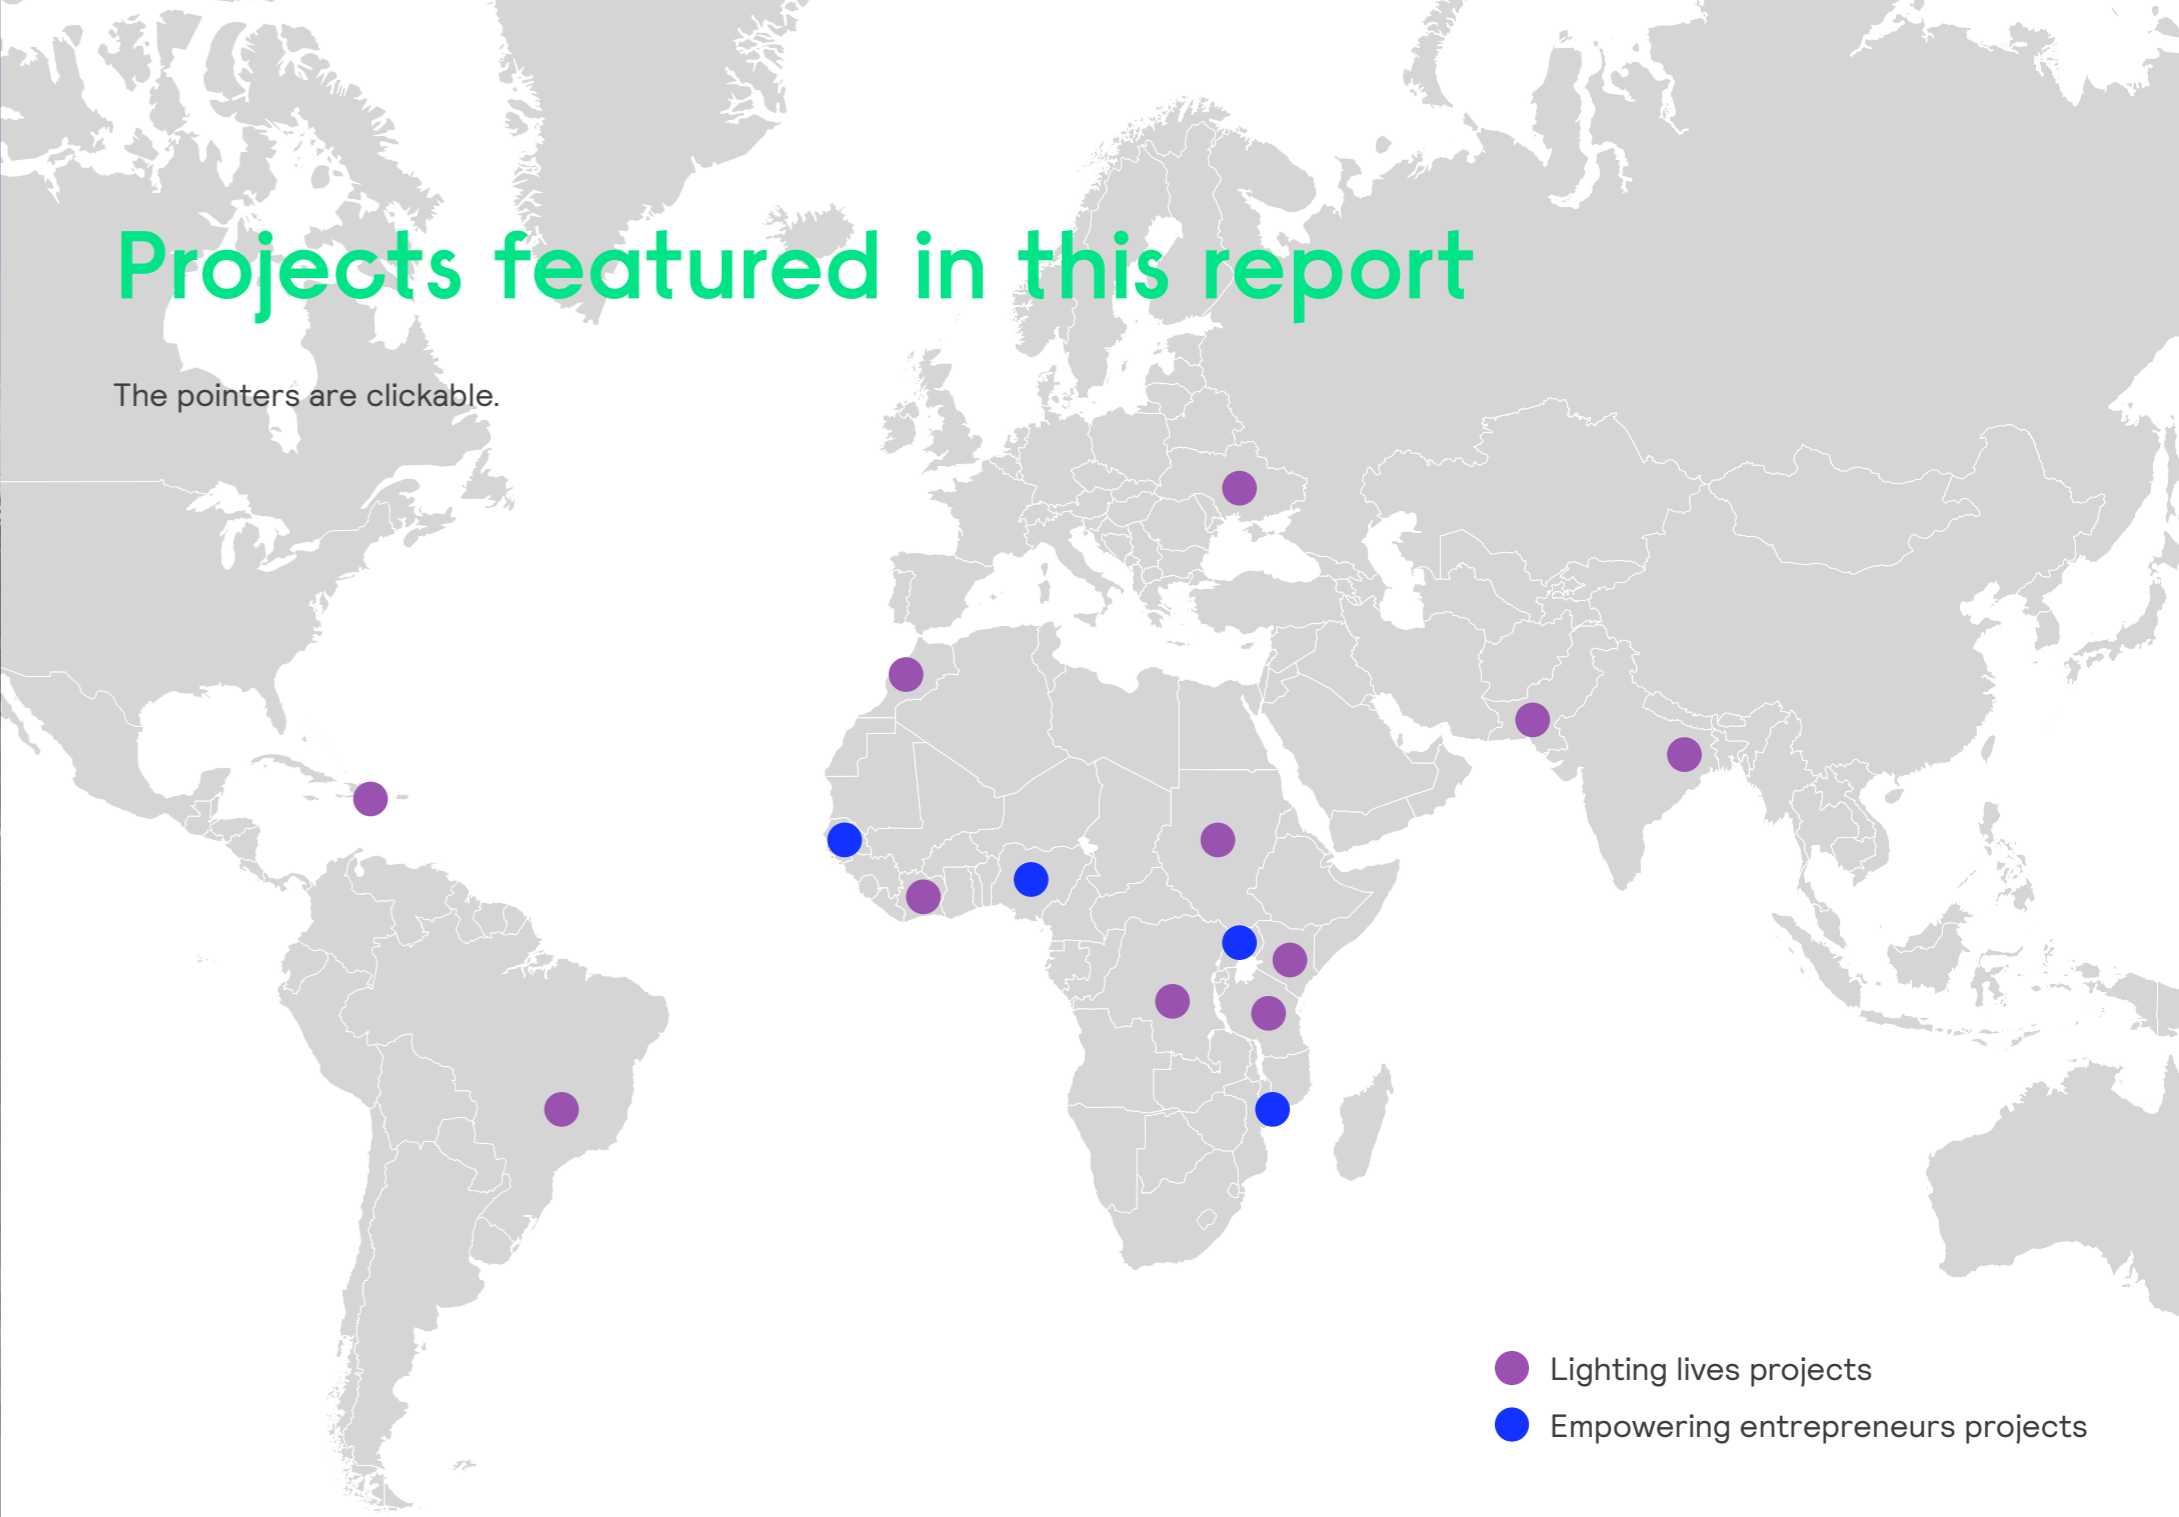 Projects featured in this report
The pointers are clickable.
Lighting lives projects
Empowering entrepreneurs projects